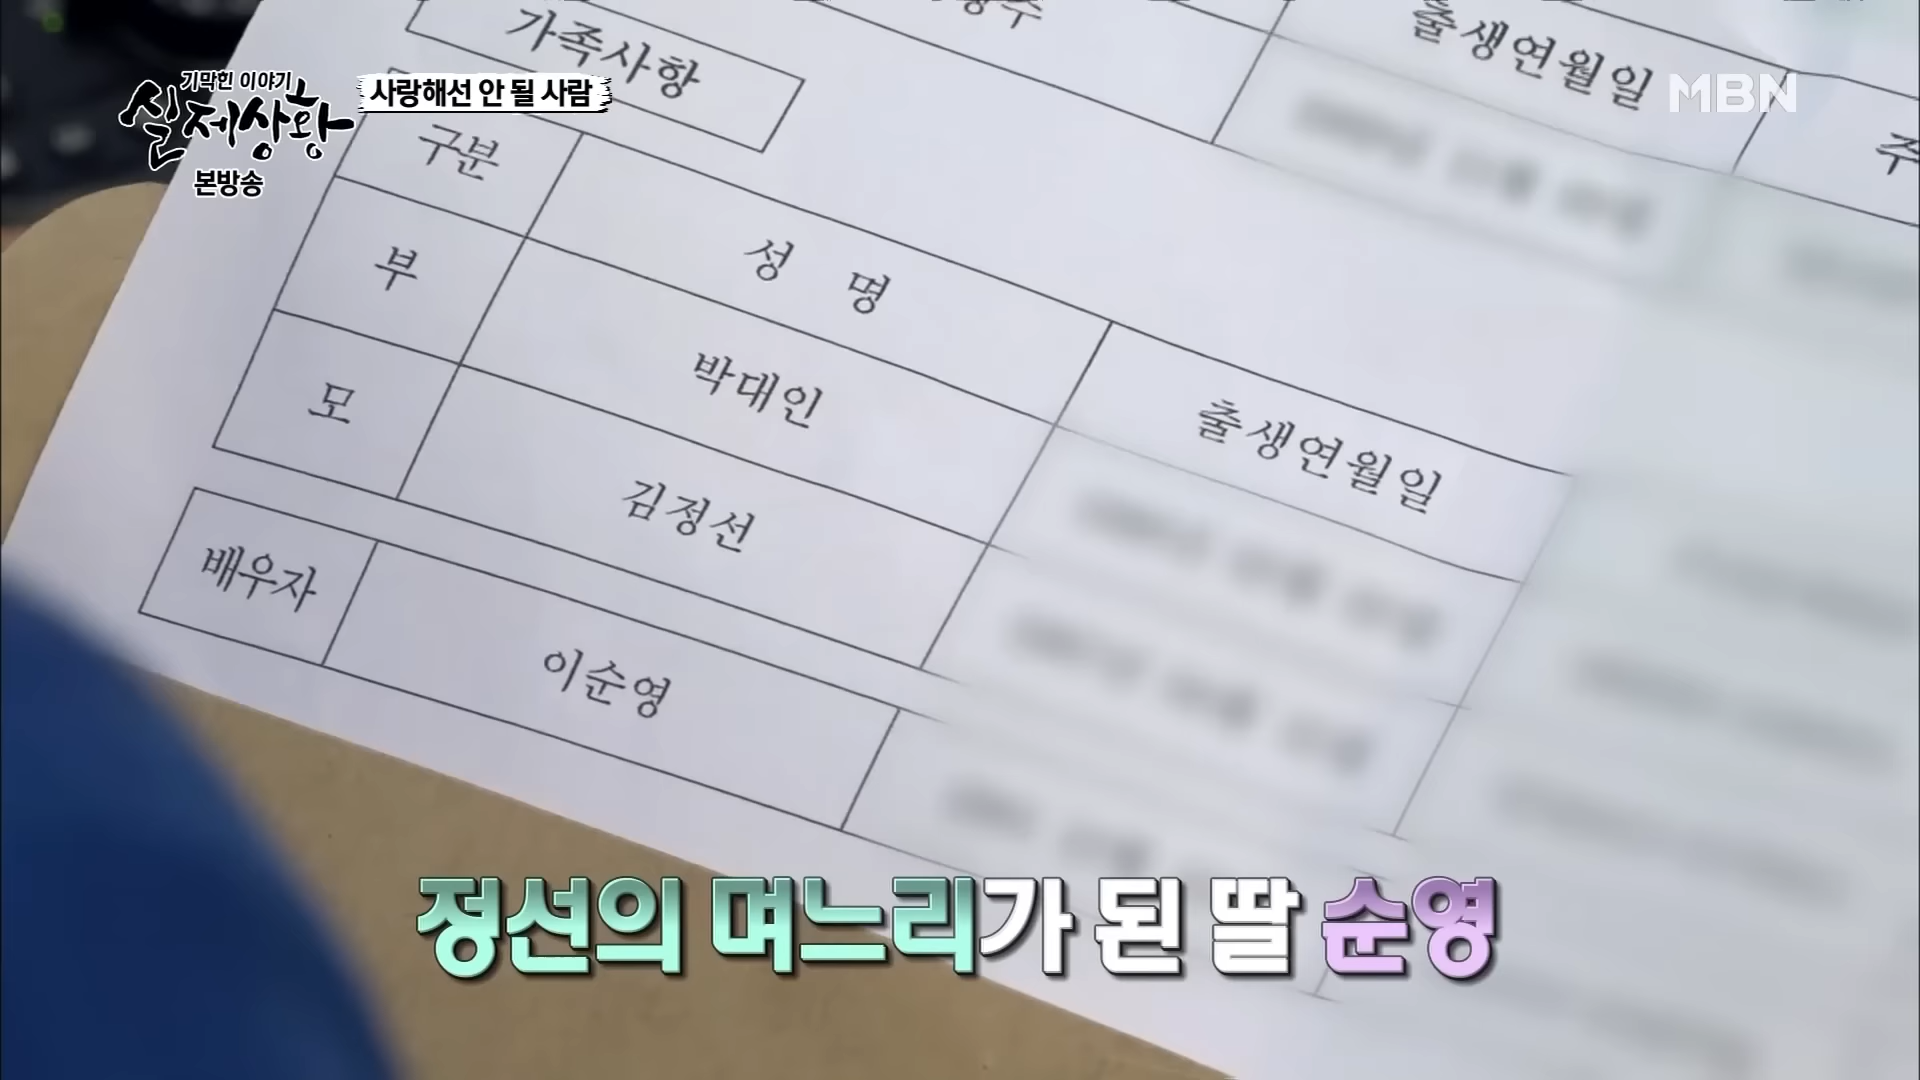 기막힌 이야기
실제상황
본방송
사랑해선 안 될 사람
MBN
출생연월일
가족사항
구분
성 명
출생연월일
부
박대인
모
김정선
배우자
이순영
정선의 며느리가 된 딸 순영